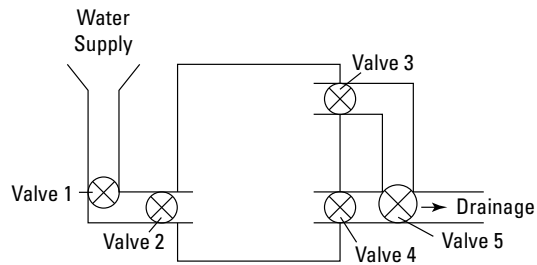 Water
Supply
Valve 3
Valve 1
Valve 2
Drainage
Valve 4
Valve 5